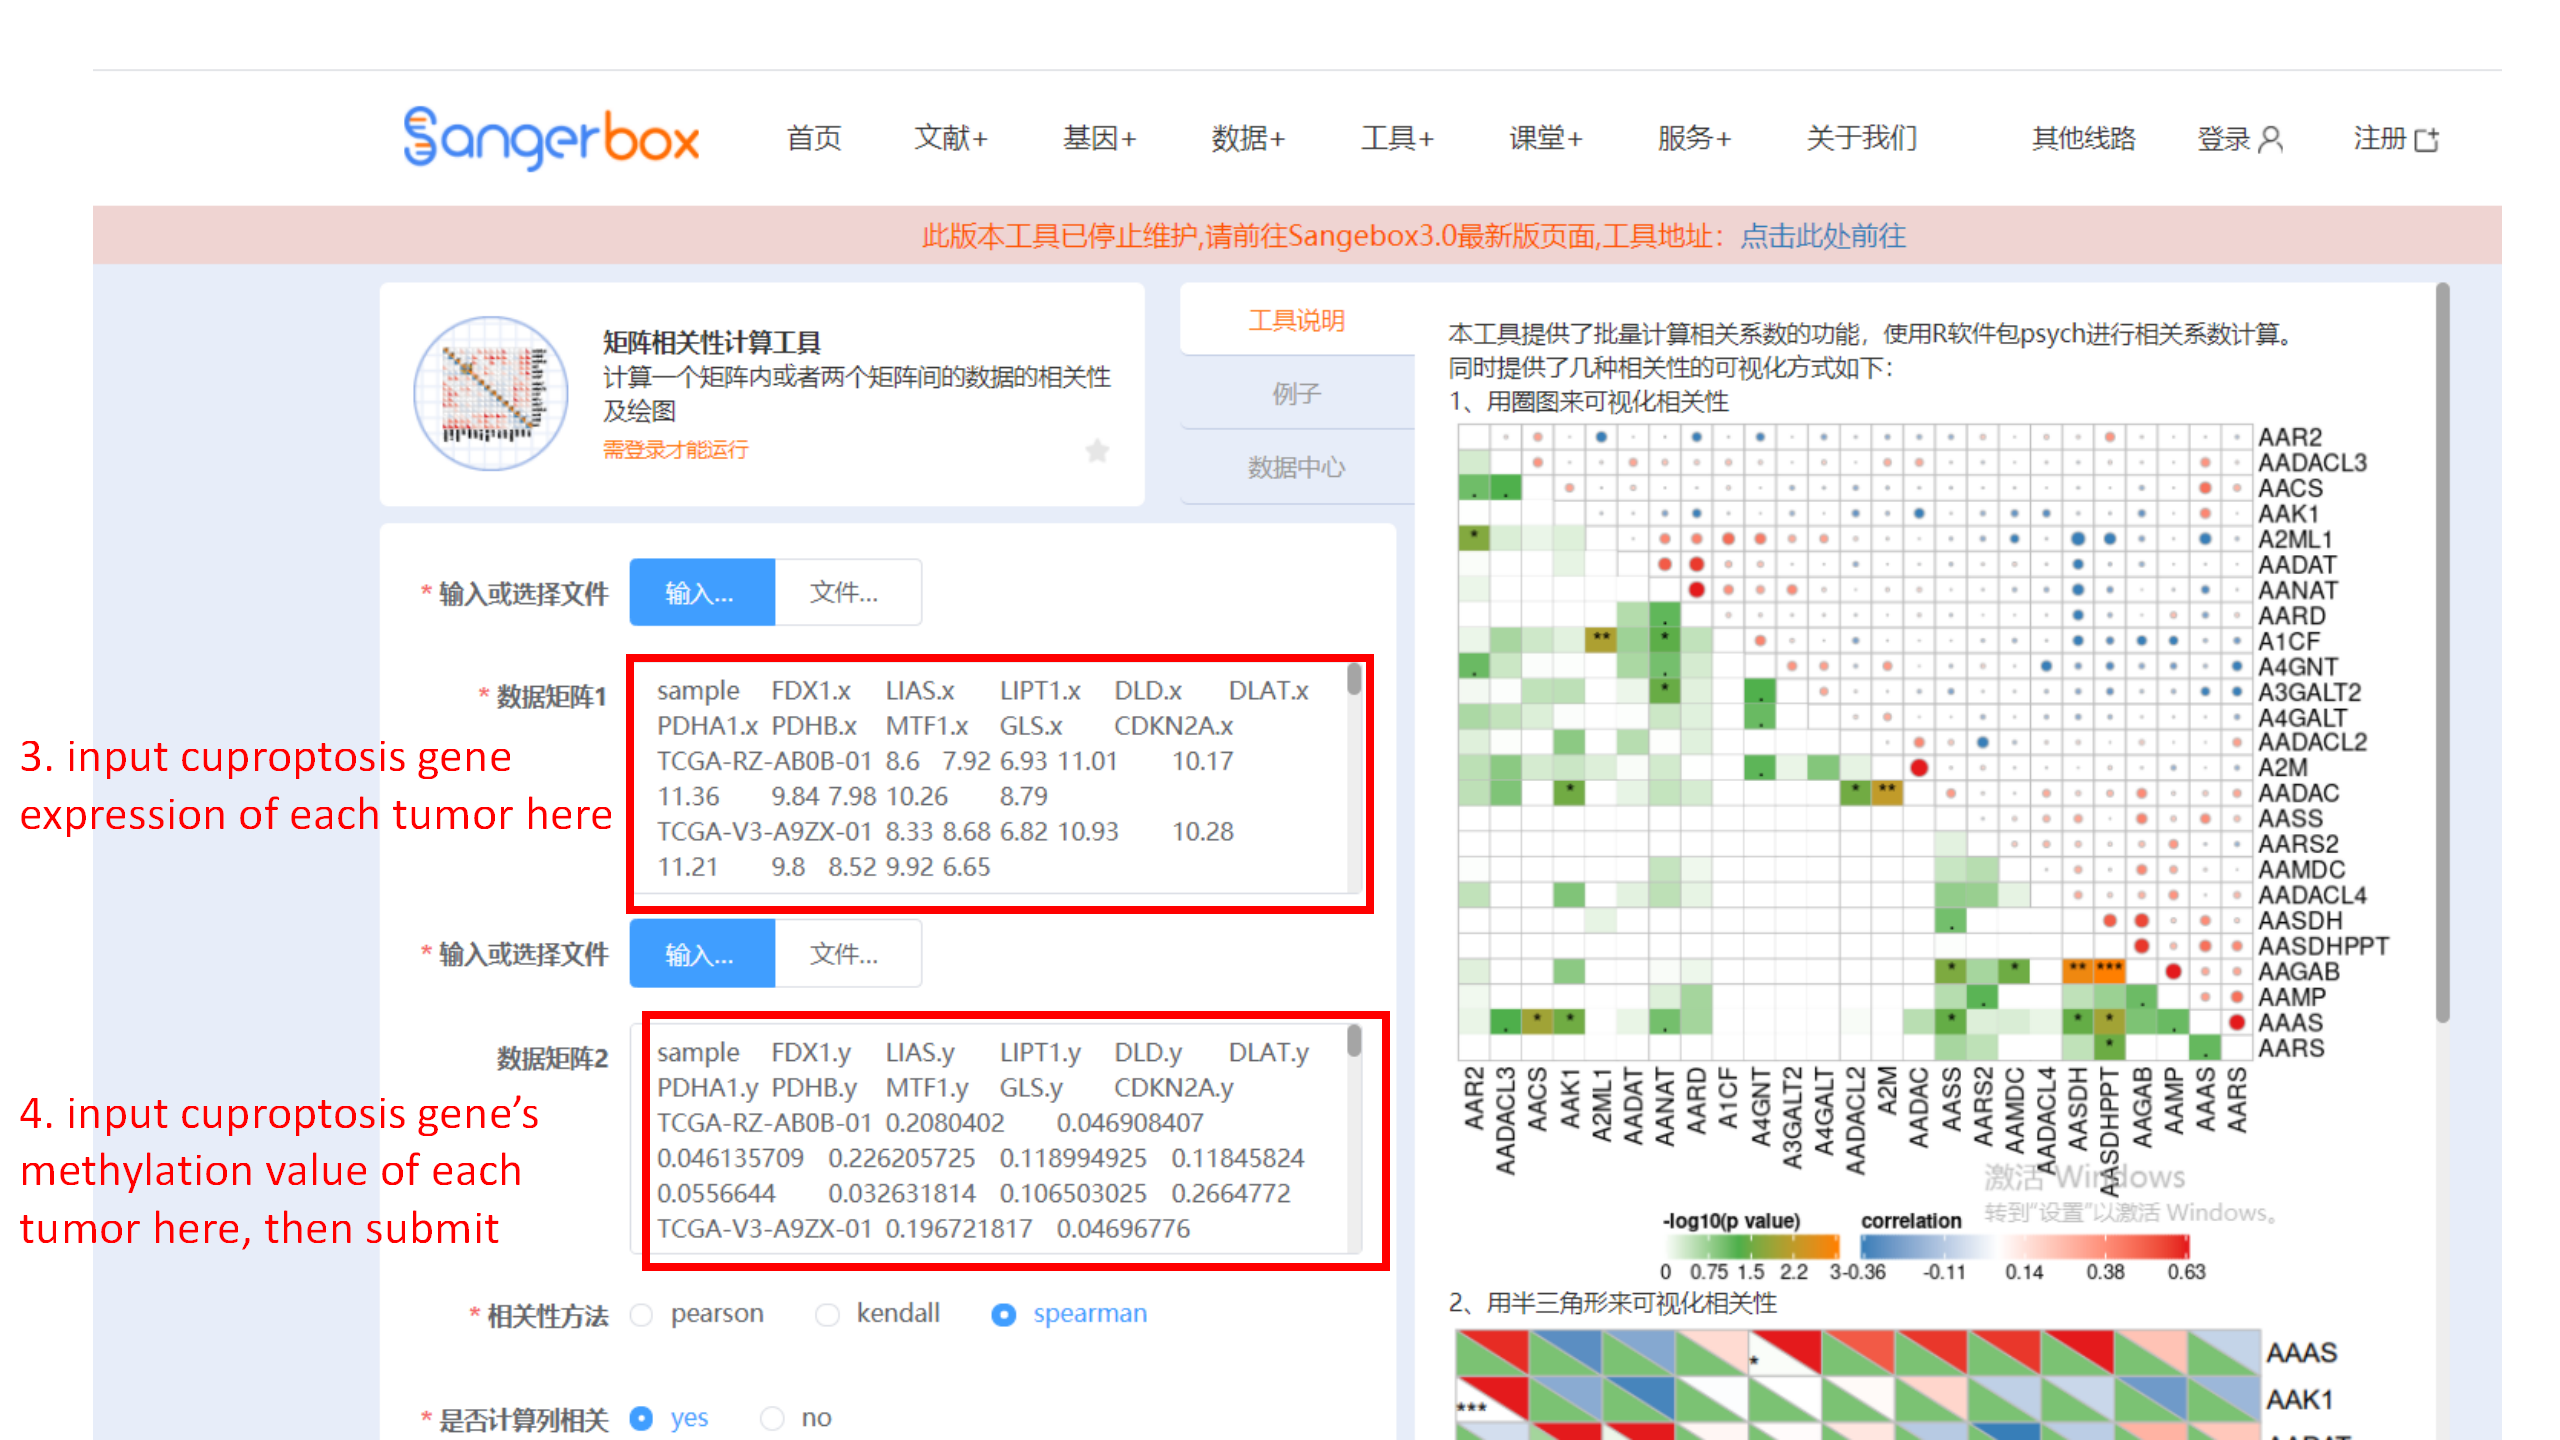 Sangerbox
首页 文献+ 基因+ 数据+ 工具+ 课堂+ 服务+ 关于我们 其他线路 登录 注册
此版本工具已停止维护,请前往Sangebox3.0最新版页面,工具地址：点击此处前往
矩阵相关性计算工具
计算一个矩阵内或者两个矩阵间的数据的相关性
及绘图
需登录才能运行
工具说明
例子
数据中心
* 输入或选择文件 输入... 文件...
* 数据矩阵1
sample FDX1.x LIAS.x LIPT1.x DLD.x DLAT.x
PDHA1.x PDHB.x MTF1.x GLS.x CDKN2A.x
TCGA-RZ-AB0B-01 8.6 7.92 6.93 11.01 10.17
11.36 9.84 7.98 10.26 8.79
TCGA-V3-A9ZX-01 8.33 8.68 6.82 10.93 10.28
11.21 9.8 8.52 9.92 6.65
3. input cuproptosis gene
expression of each tumor here
* 输入或选择文件 输入... 文件...
数据矩阵2
sample FDX1.y LIAS.y LIPT1.y DLD.y DLAT.y
PDHA1.y PDHB.y MTF1.y GLS.y CDKN2A.y
TCGA-RZ-AB0B-01 0.2080402 0.046908407
0.046135709 0.226205725 0.118994925 0.11845824
0.0556644 0.032631814 0.106503025 0.2664772
TCGA-V3-A9ZX-01 0.196721817 0.04696776
4. input cuproptosis gene’s
methylation value of each
tumor here, then submit
* 相关性方法 pearson kendall spearman
* 是否计算列相关 yes no
本工具提供了批量计算相关系数的功能，使用R软件包psych进行相关系数计算。
同时提供了几种相关性的可视化方式如下：
1、用圈图来可视化相关性
AAR2
AADACL3
AACS
AAK1
A2ML1
AADAT
AANAT
AARD
A1CF
A4GNT
A3GALT2
A4GALT
AADACL2
A2M
AADAC
AASS
AARS2
AAMDC
AADACL4
AASDH
AASDHPPT
AAGAB
AAMP
AAAS
AARS
AAR2 AADACL3 AACS AAK1 A2ML1 AADAT AANAT AARD A1CF A4GNT A3GALT2 A4GALT AADACL2 A2M AADAC AASS AARS2 AAMDC AADACL4 AASDH AASDHPPT AAGAB AAMP AAAS AARS
激活 Windows
转到"设置"以激活 Windows。
-log10(p value) correlation
0 0.75 1.5 2.2 3 -0.36 -0.11 0.14 0.38 0.63
2、用半三角形来可视化相关性
AAAS
AAK1